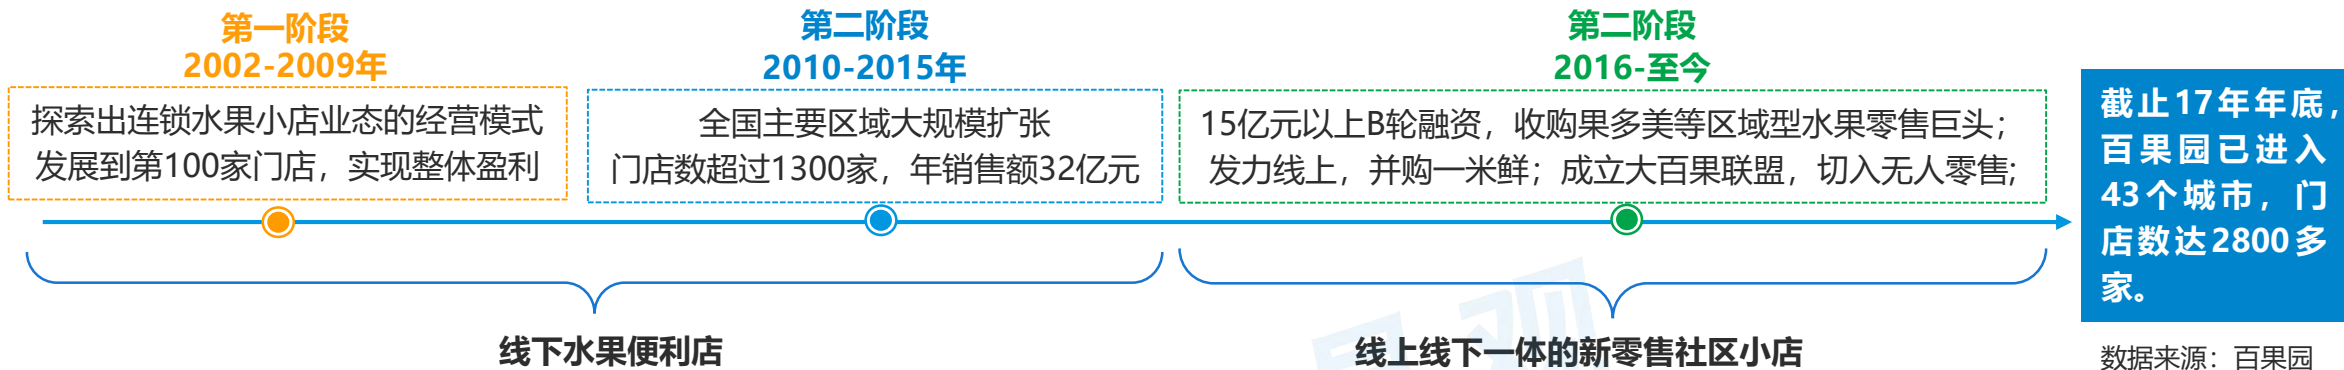 第一阶段
2002-2009年
探索出连锁水果小店业态的经营模式
发展到第100家门店，实现整体盈利
第二阶段
2010-2015年
全国主要区域大规模扩张
门店数超过1300家，年销售额32亿元
第二阶段
2016-至今
15亿元以上B轮融资，收购果多美等区域型水果零售巨头；
发力线上，并购一米鲜；成立大百果联盟，切入无人零售;
截止17年年底，
百果园已进入
43个城市，门
店数达2800多
家。
线下水果便利店
线上线下一体的新零售社区小店
数据来源：百果园